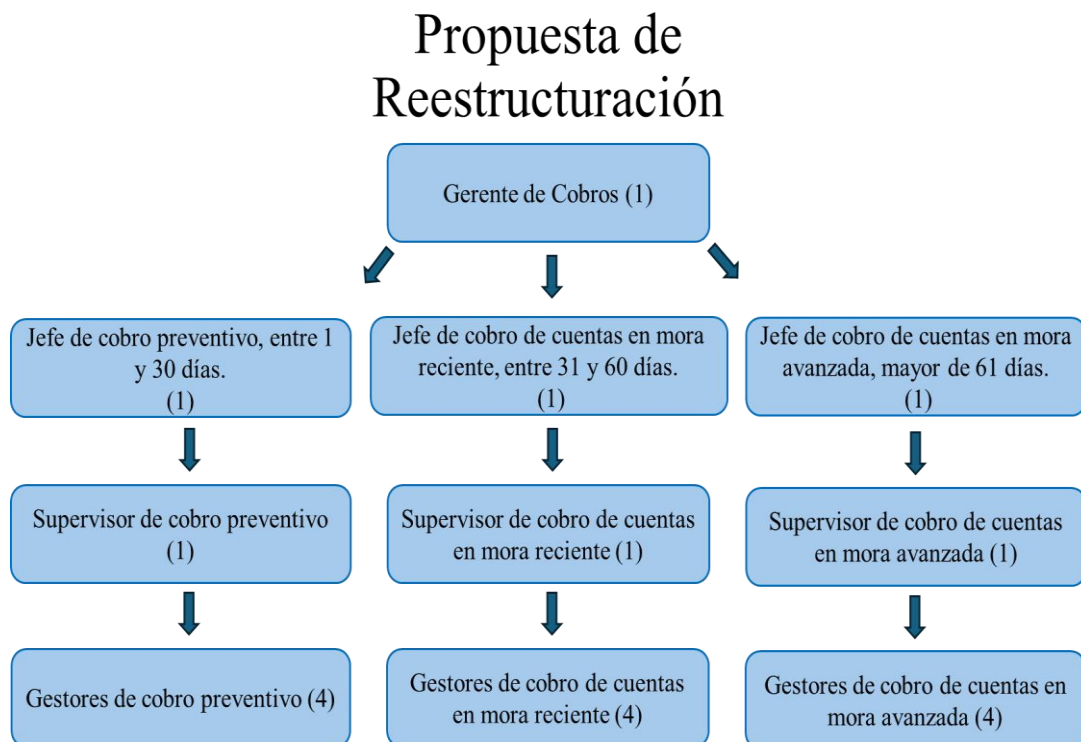 Propuesta de
Reestructuración
Gerente de Cobros (1)
Jefe de cobro preventivo, entre 1
y 30 días.
(1)
Jefe de cobro de cuentas en mora
reciente, entre 31 y 60 días.
(1)
Jefe de cobro de cuentas en mora
avanzada, mayor de 61 días.
(1)
Supervisor de cobro preventivo
(1)
Supervisor de cobro de cuentas
en mora reciente (1)
Supervisor de cobro de cuentas
en mora avanzada (1)
Gestores de cobro preventivo (4)
Gestores de cobro de cuentas
en mora reciente (4)
Gestores de cobro de cuentas en
mora avanzada (4)